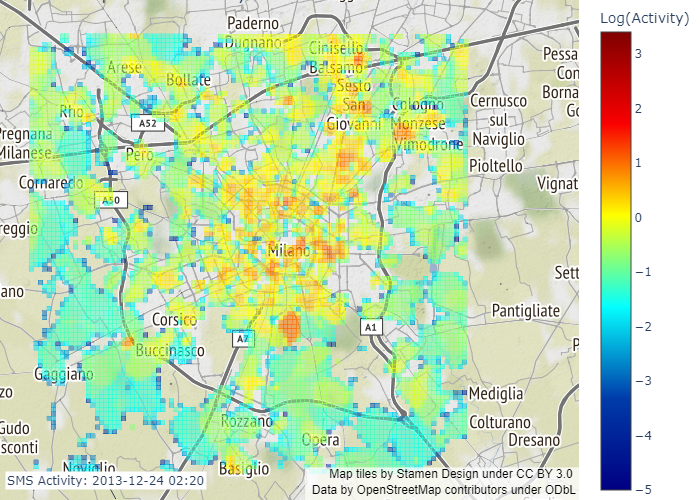 Log(Activity)
Paderno
Dugnano
Cinisello
Balsamo
Pessa
Con
Arese
Bollate
Sesto
San
Giovanni
Borna
Go
Rho
A52
Cologno
Monzese
Cernusco
sul
Naviglio
Pregnana
Milanese
Pero
Vimodrone
Pioltello
Cornaredo
A50
Vignat
reggio
Milano
Sett
ano
Corsico
Pantigliate
A7
A1
Buccinasco
P
Gaggiano
zo
Mediglia
Rozzano
Colturano
Gudo
sconti
Opera
Dresano
Noviglio
Basiglio
SMS Activity: 2013-12-24 02:20
Map tiles by Stamen Design under CC BY 3.0
Data by OpenStreetMap contributors under ODbL
3
2
1
0
−1
−2
−3
−4
−5